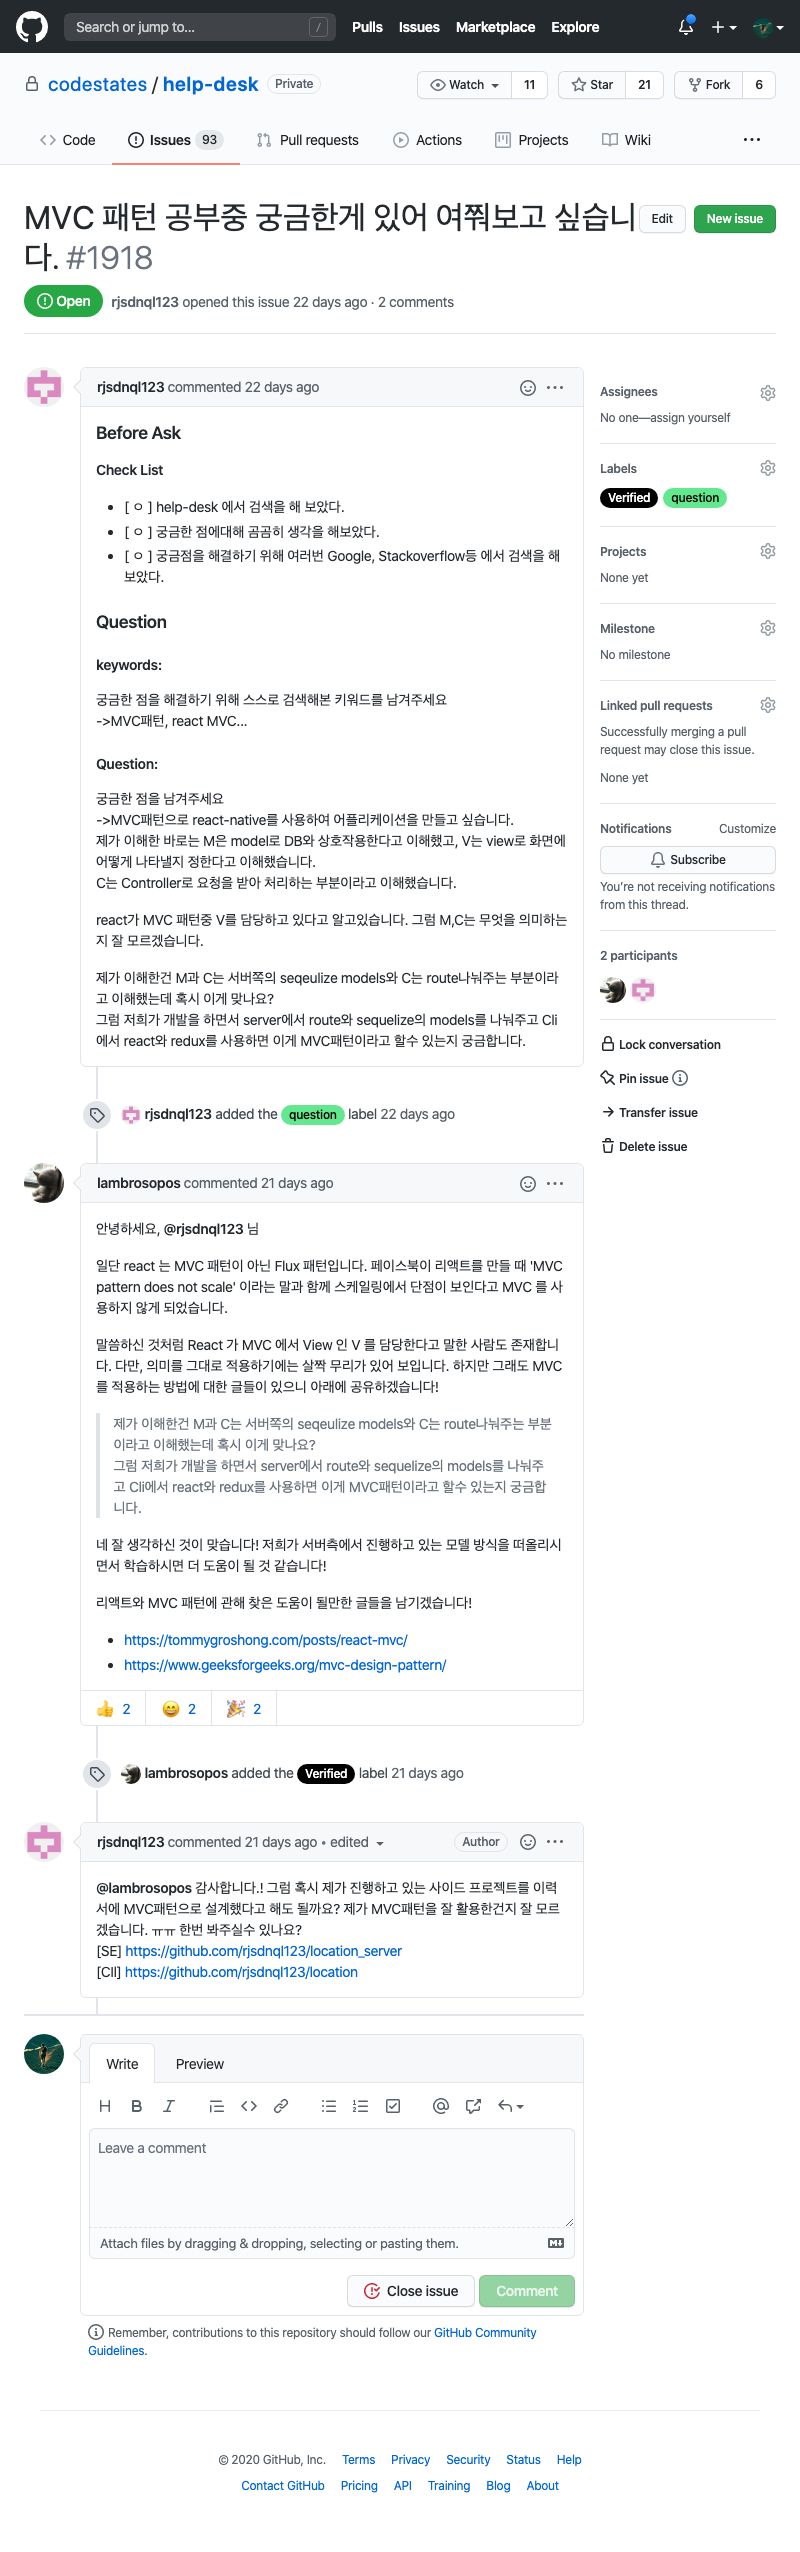 Search or jump to... /
Pulls Issues Marketplace Explore
codestates / help-desk Private
Watch 11 Star 21 Fork 6
Code Issues 93 Pull requests Actions Projects Wiki
MVC 패턴 공부중 궁금한게 있어 여쭤보고 싶습니
다. #1918
Edit New issue
Open rjsdnql123 opened this issue 22 days ago · 2 comments
rjsdnql123 commented 22 days ago
Before Ask
Check List
[ ㅇ ] help-desk 에서 검색을 해 보았다.
[ ㅇ ] 궁금한 점에대해 곰곰히 생각을 해보았다.
[ ㅇ ] 궁금점을 해결하기 위해 여러번 Google, Stackoverflow등 에서 검색을 해
보았다.
Question
keywords:
궁금한 점을 해결하기 위해 스스로 검색해본 키워드를 남겨주세요
->MVC패턴, react MVC...
Question:
궁금한 점을 남겨주세요
->MVC패턴으로 react-native를 사용하여 어플리케이션을 만들고 싶습니다.
제가 이해한 바로는 M은 model로 DB와 상호작용한다고 이해했고, V는 view로 화면에
어떻게 나타낼지 정한다고 이해했습니다.
C는 Controller로 요청을 받아 처리하는 부분이라고 이해했습니다.
react가 MVC 패턴중 V를 담당하고 있다고 알고있습니다. 그럼 M,C는 무엇을 의미하는
지 잘 모르겠습니다.
제가 이해한건 M과 C는 서버쪽의 seqeulize models와 C는 route나눠주는 부분이라
고 이해했는데 혹시 이게 맞나요?
그럼 저희가 개발을 하면서 server에서 route와 sequelize의 models를 나눠주고 Cli
에서 react와 redux를 사용하면 이게 MVC패턴이라고 할수 있는지 궁금합니다.
rjsdnql123 added the question label 22 days ago
lambrosopos commented 21 days ago
안녕하세요, @rjsdnql123 님
일단 react 는 MVC 패턴이 아닌 Flux 패턴입니다. 페이스북이 리액트를 만들 때 'MVC
pattern does not scale' 이라는 말과 함께 스케일링에서 단점이 보인다고 MVC 를 사
용하지 않게 되었습니다.
말씀하신 것처럼 React 가 MVC 에서 View 인 V 를 담당한다고 말한 사람도 존재합니
다. 다만, 의미를 그대로 적용하기에는 살짝 무리가 있어 보입니다. 하지만 그래도 MVC
를 적용하는 방법에 대한 글들이 있으니 아래에 공유하겠습니다!
제가 이해한건 M과 C는 서버쪽의 seqeulize models와 C는 route나눠주는 부분
이라고 이해했는데 혹시 이게 맞나요?
그럼 저희가 개발을 하면서 server에서 route와 sequelize의 models를 나눠주
고 Cli에서 react와 redux를 사용하면 이게 MVC패턴이라고 할수 있는지 궁금합
니다.
네 잘 생각하신 것이 맞습니다! 저희가 서버측에서 진행하고 있는 모델 방식을 떠올리시
면서 학습하시면 더 도움이 될 것 같습니다!
리액트와 MVC 패턴에 관해 찾은 도움이 될만한 글들을 남기겠습니다!
https://tommygroshong.com/posts/react-mvc/
https://www.geeksforgeeks.org/mvc-design-pattern/
2 2 2
lambrosopos added the Verified label 21 days ago
rjsdnql123 commented 21 days ago • edited Author
@lambrosopos 감사합니다.! 그럼 혹시 제가 진행하고 있는 사이드 프로젝트를 이력
서에 MVC패턴으로 설계했다고 해도 될까요? 제가 MVC패턴을 잘 활용한건지 잘 모르
겠습니다. ㅠㅠ 한번 봐주실수 있나요?
[SE] https://github.com/rjsdnql123/location_server
[Cll] https://github.com/rjsdnql123/location
Write Preview
Leave a comment
Attach files by dragging & dropping, selecting or pasting them.
Close issue Comment
Remember, contributions to this repository should follow our GitHub Community
Guidelines.
Assignees
No one—assign yourself
Labels
Verified question
Projects
None yet
Milestone
No milestone
Linked pull requests
Successfully merging a pull
request may close this issue.
None yet
Notifications Customize
Subscribe
You're not receiving notifications
from this thread.
2 participants
Lock conversation
Pin issue
Transfer issue
Delete issue
© 2020 GitHub, Inc. Terms Privacy Security Status Help
Contact GitHub Pricing API Training Blog About